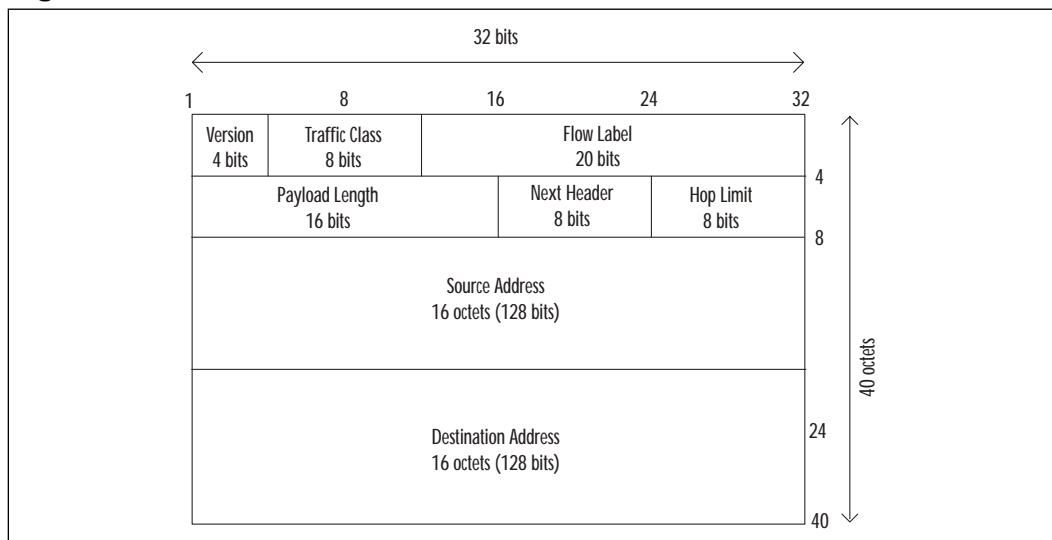 32 bits
1 8 16 24 32
Version Traffic Class Flow Label
4 bits 8 bits 20 bits
4
Payload Length Next Header Hop Limit
16 bits 8 bits 8 bits
8
Source Address
16 octets (128 bits)
40 octets
24
Destination Address
16 octets (128 bits)
40